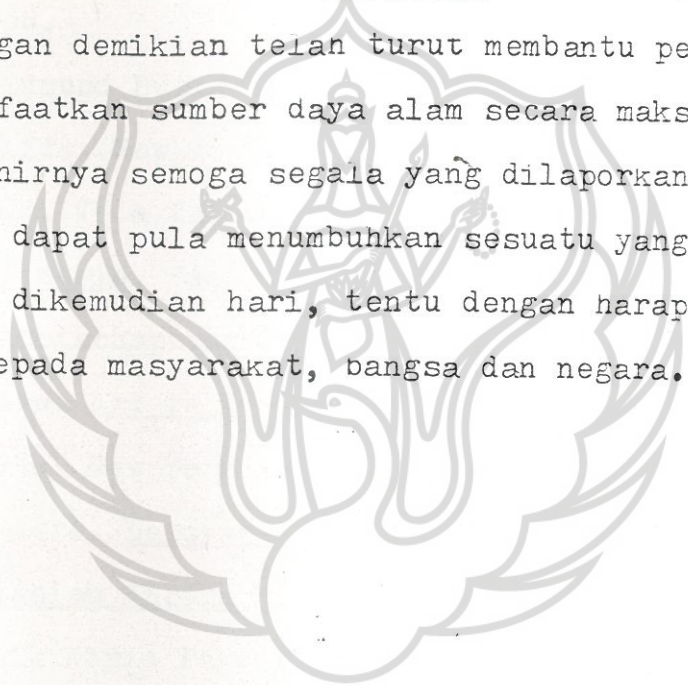 gan demikian telah turut membantu pe
faatkan sumber daya alam secara maks
hirnya semoga segala yang dilaporkan
dapat pula menumbuhkan sesuatu yang
dikemudian hari, tentu dengan harap
epada masyarakat, bangsa dan negara.